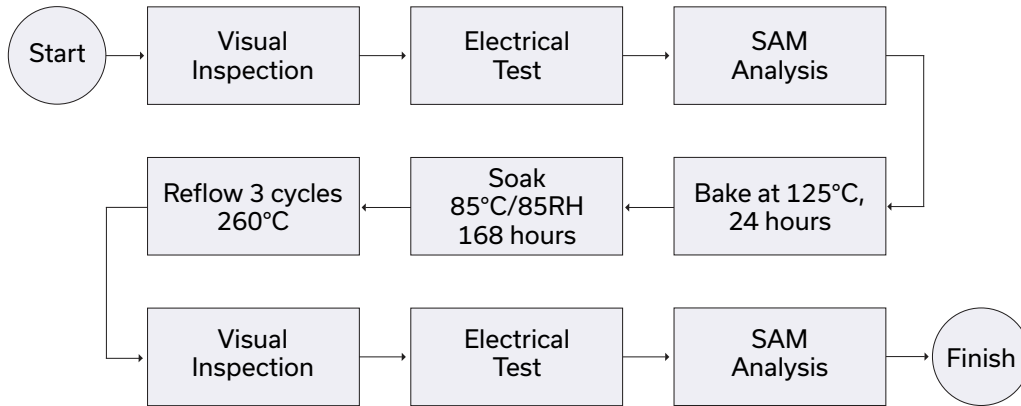 Start
Visual
Inspection
Electrical
Test
SAM
Analysis
Bake at 125°C,
24 hours
Soak
85°C/85RH
168 hours
Reflow 3 cycles
260°C
Visual
Inspection
Electrical
Test
SAM
Analysis
Finish